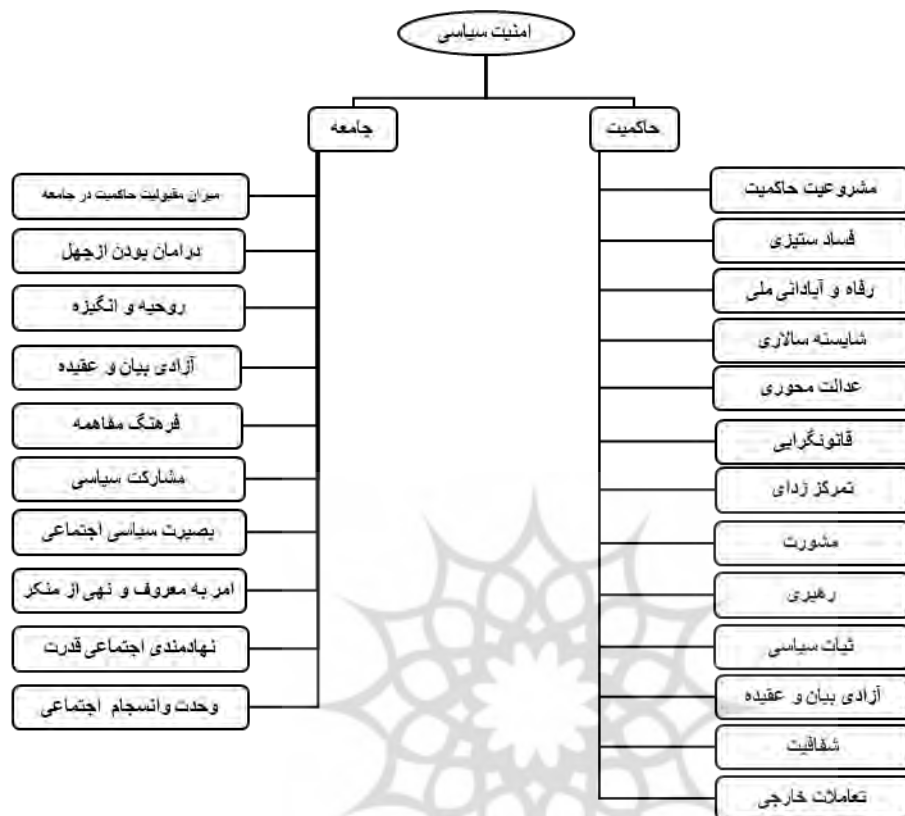 امنیت سیاسی
حاکمیت
مشروعیت حاکمیت
فساد ستیزی
رفاه و آبادانی ملی
شایسته سالاری
عدالت محوری
قانونگرایی
تمرکز زدای
مشورت
رهبری
ثبات سیاسی
آزادی بیان و عقیده
شفافیت
تعاملات خارجی
جامعه
میزان مقبولیت حاکمیت در جامعه
در امان بودن ازجهل
روحیه و انگیزه
آزادی بیان و عقیده
فرهنگ مفاهمه
مشارکت سیاسی
بصیرت سیاسی اجتماعی
امر به معروف و نهی از منکر
نهادمندی اجتماعی قدرت
وحدت وانسجام اجتماعی